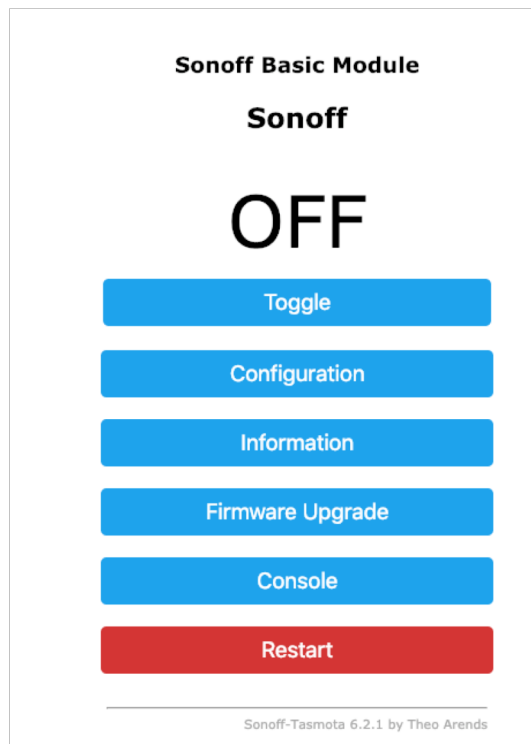 Sonoff Basic Module
Sonoff
OFF
Toggle
Configuration
Information
Firmware Upgrade
Console
Restart
Sonoff-Tasmota 6.2.1 by Theo Arends